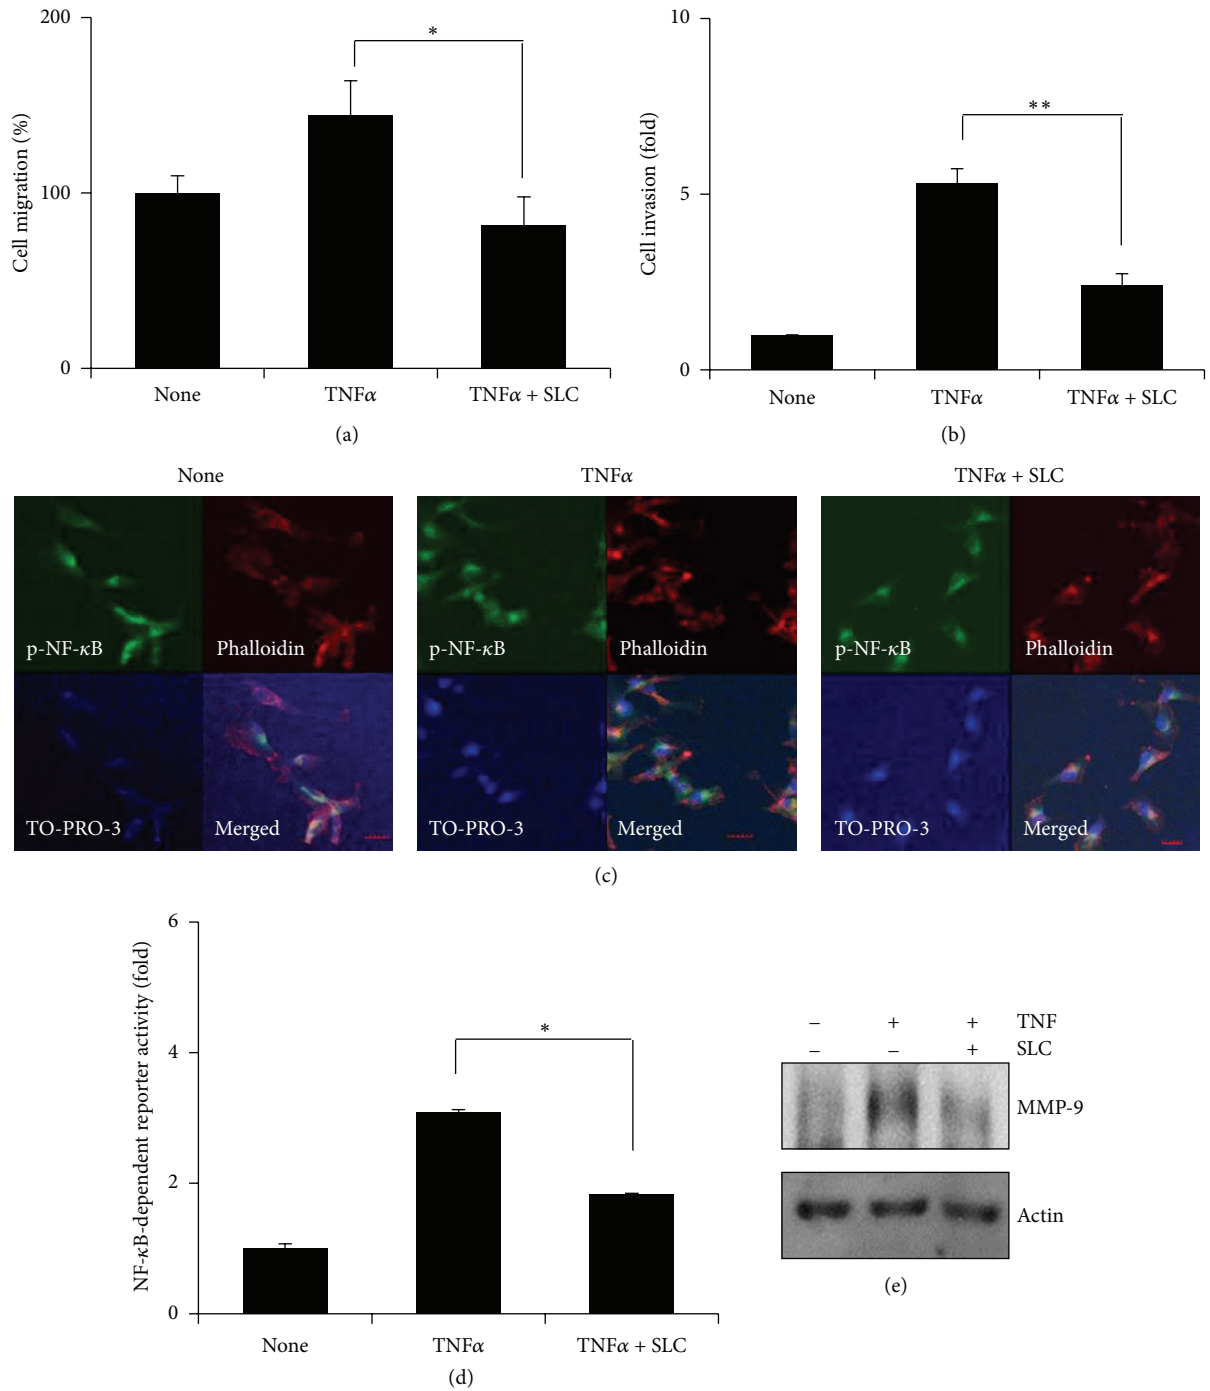 200
100
0
Cell migration (%)
*
None
TNFα
TNFα + SLC
(a)
10
5
0
Cell invasion (fold)
**
None
TNFα
TNFα + SLC
(b)
None
p-NF-κB
Phalloidin
TO-PRO-3
Merged
TNFα
p-NF-κB
Phalloidin
TO-PRO-3
Merged
TNFα + SLC
p-NF-κB
Phalloidin
TO-PRO-3
Merged
(c)
6
4
2
0
NF-κB-dependent reporter activity (fold)
*
None
TNFα
TNFα + SLC
(d)
– + + TNF
– – + SLC
MMP-9
Actin
(e)